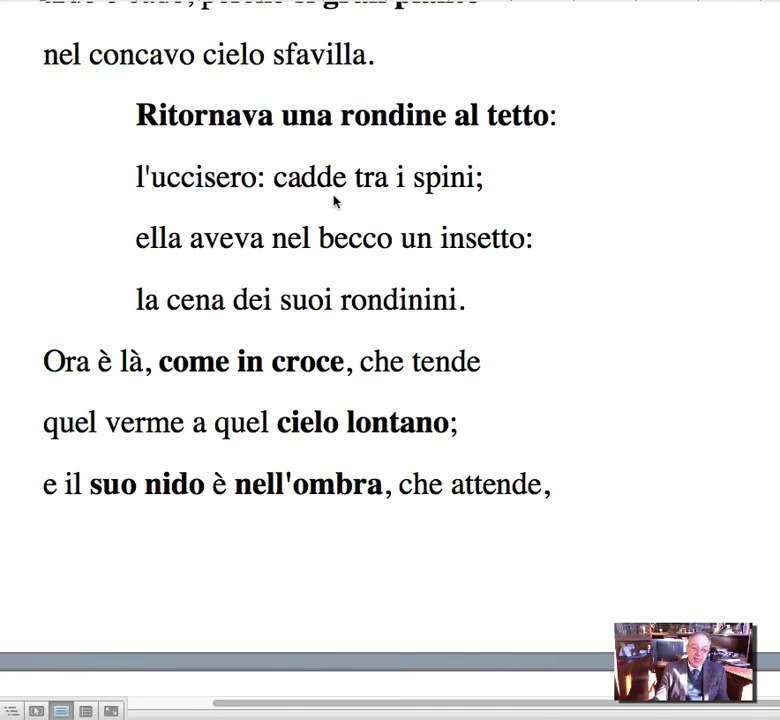 gran pianto
nel concavo cielo sfavilla.
Ritornava una rondine al tetto:
l'uccisero: cadde tra i spini;
ella aveva nel becco un insetto:
la cena dei suoi rondinini.
Ora è là, come in croce, che tende
quel verme a quel cielo lontano;
e il suo nido è nell'ombra, che attende,